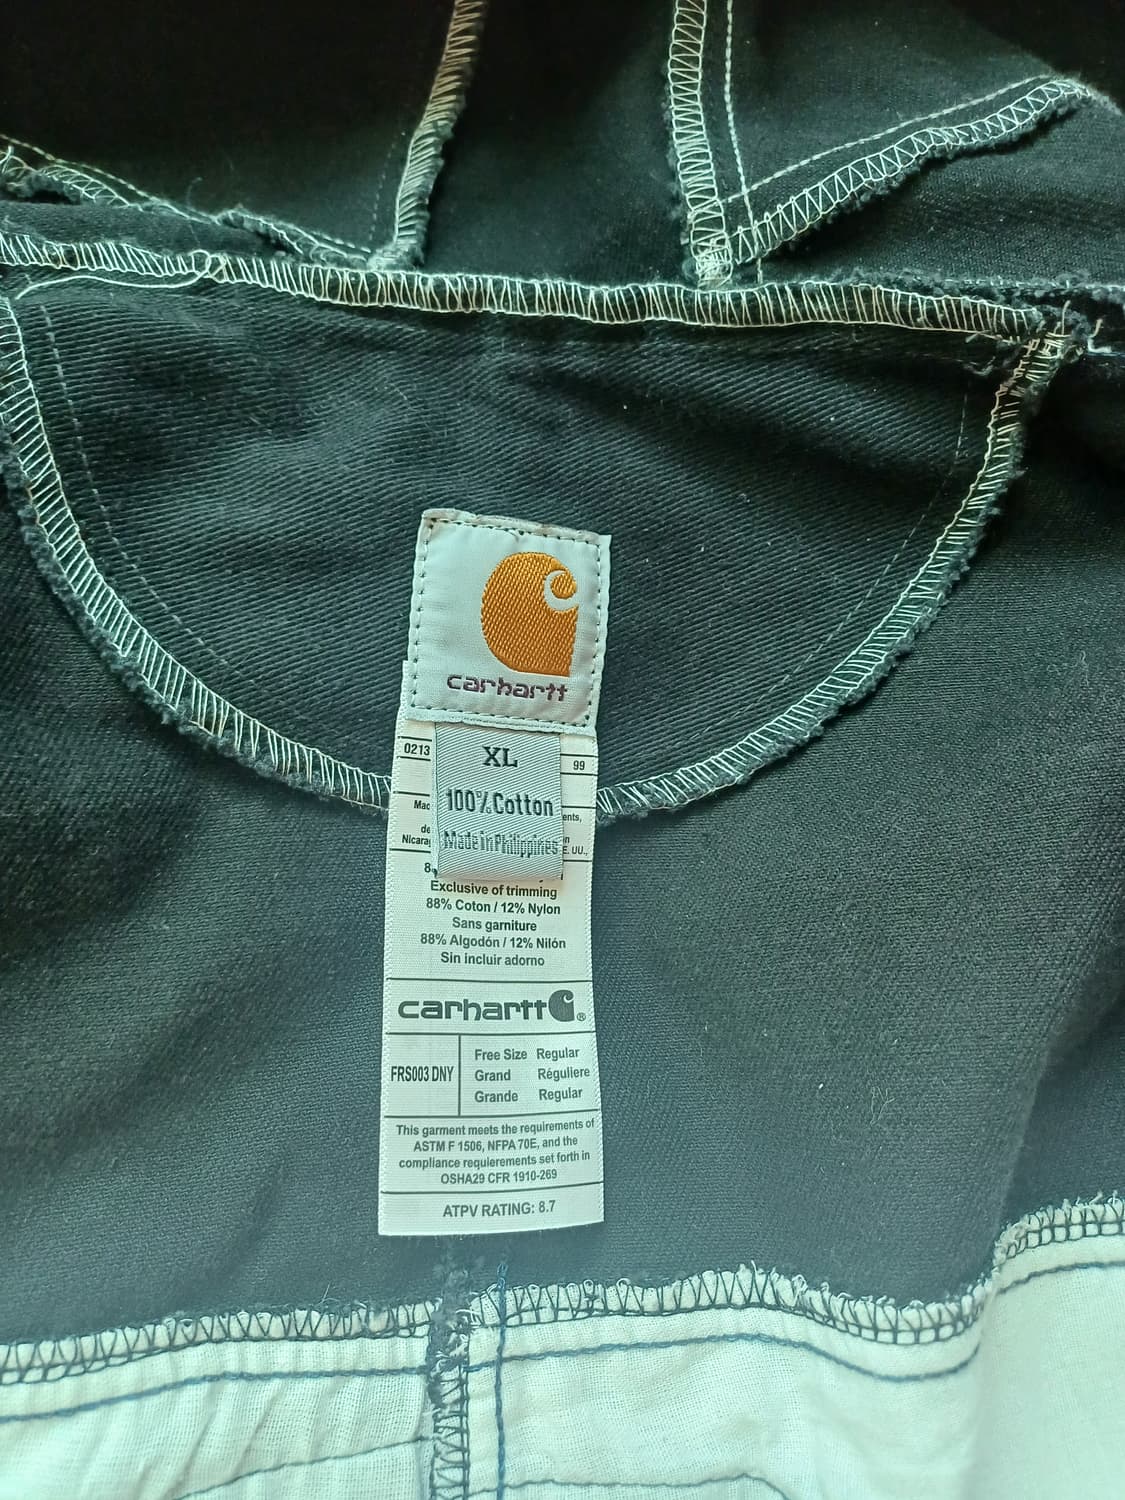 carhartt
XL
100% Cotton
Made in Philippines
0213
99
Exclusive of trimming
88% Coton / 12% Nylon
Sans garniture
88% Algodón / 12% Nilón
Sin incluir adorno
carhartt ®
FRS003 DNY
Free Size Regular
Grand Réguliere
Grande Regular
This garment meets the requirements of
ASTM F 1506, NFPA 70E, and the
compliance requierements set forth in
OSHA29 CFR 1910-269
ATPV RATING: 8.7